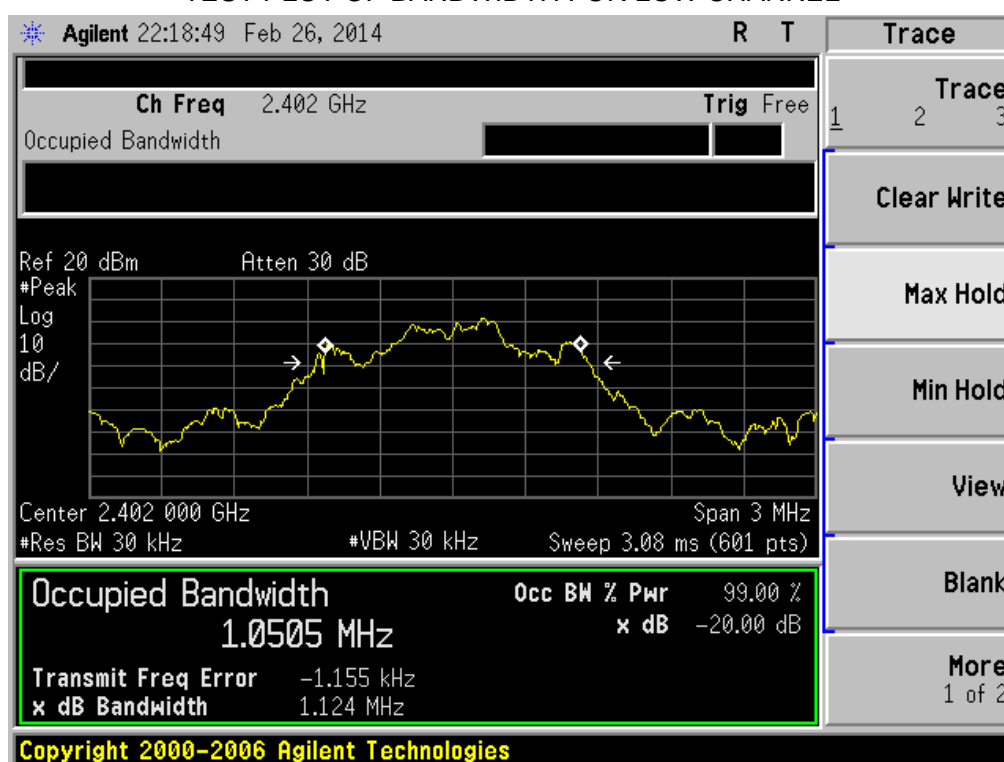 Agilent 22:18:49 Feb 26, 2014 R T
Trace
Ch Freq 2.402 GHz Trig Free
Occupied Bandwidth
Trace
1 2 3
Clear Write
Max Hold
Min Hold
View
Blank
More
1 of 2
Ref 20 dBm Atten 30 dB
#Peak
Log
10
dB/
Center 2.402 000 GHz Span 3 MHz
#Res BW 30 kHz #VBW 30 kHz Sweep 3.08 ms (601 pts)
Occupied Bandwidth Occ BW % Pwr 99.00 %
1.0505 MHz x dB -20.00 dB
Transmit Freq Error -1.155 kHz
x dB Bandwidth 1.124 MHz
Copyright 2000-2006 Agilent Technologies